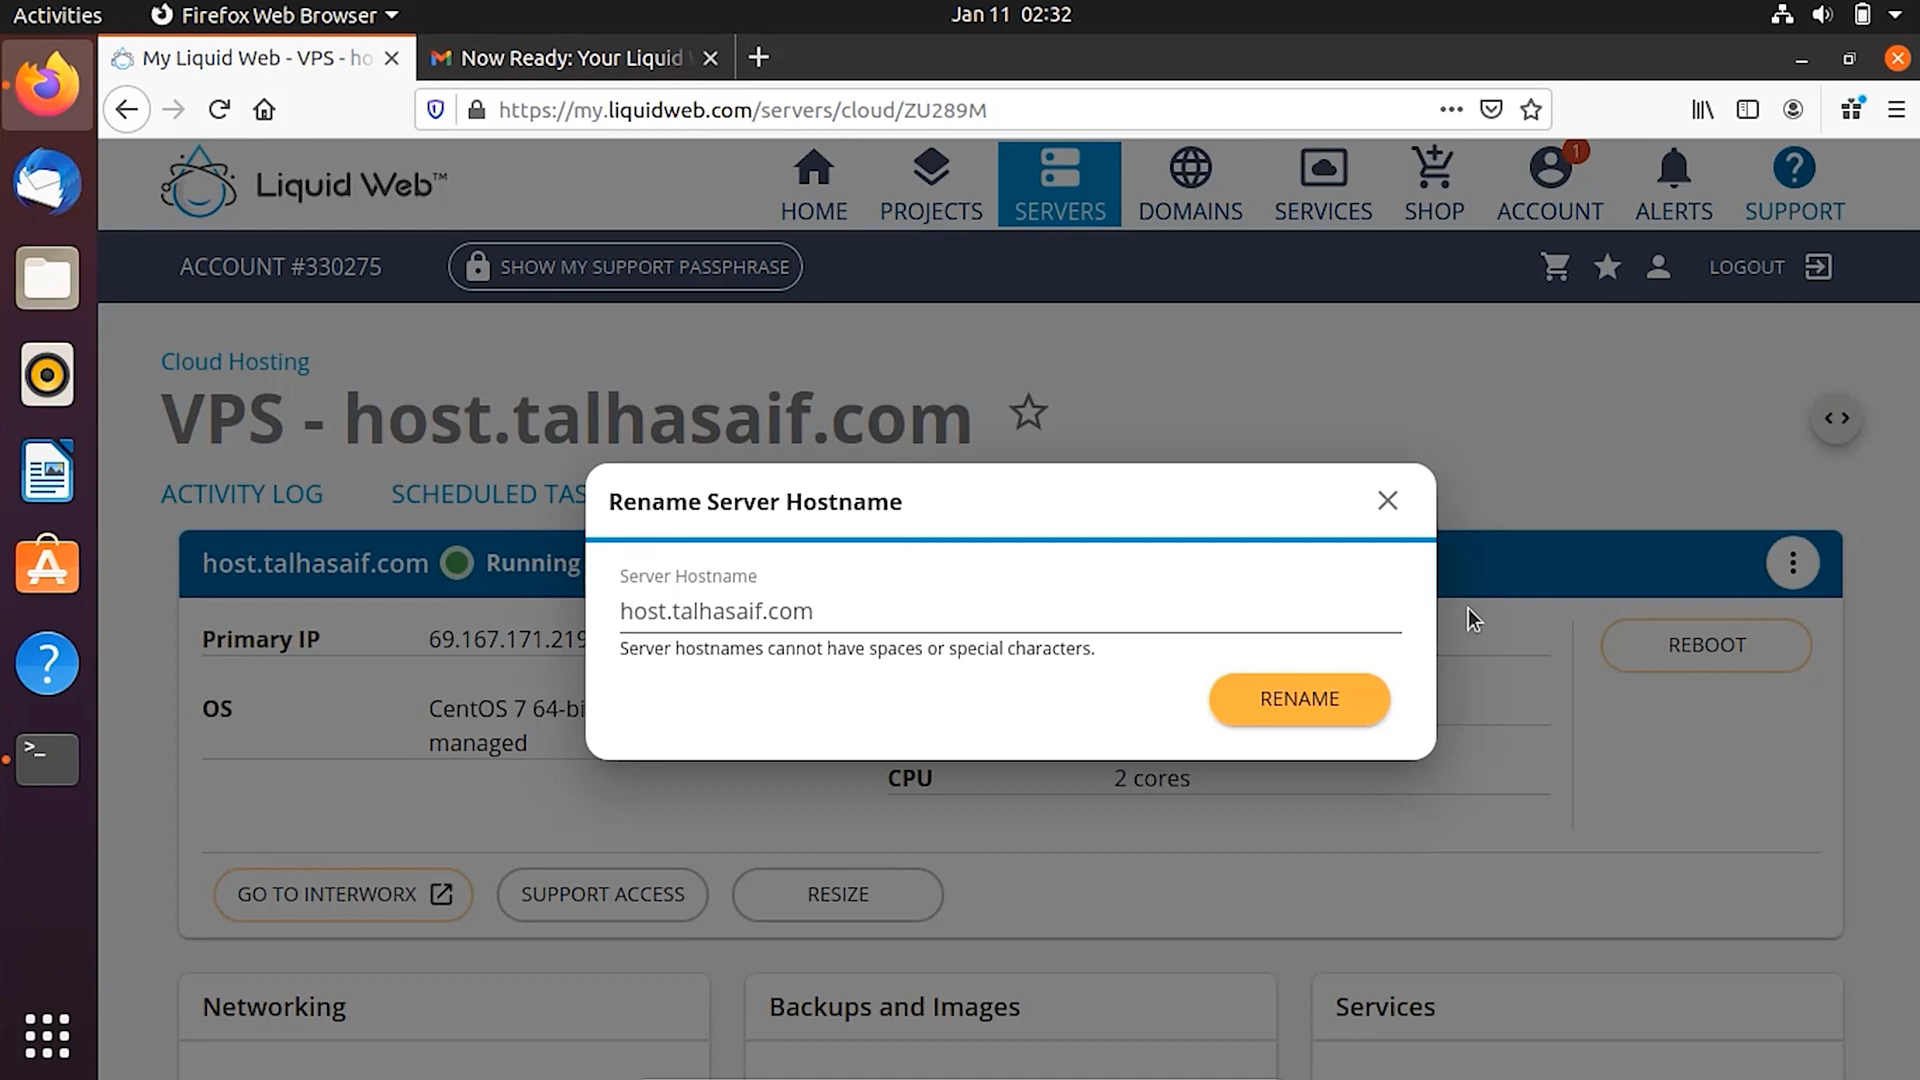 Activities
Firefox Web Browser
Jan 11 02:32
My Liquid Web - VPS - ho
Now Ready: Your Liquid
https://my.liquidweb.com/servers/cloud/ZU289M
Liquid Web™
HOME
PROJECTS
SERVERS
DOMAINS
SERVICES
SHOP
1
ACCOUNT
ALERTS
SUPPORT
ACCOUNT #330275
SHOW MY SUPPORT PASSPHRASE
LOGOUT
Cloud Hosting
VPS - host.talhasaif.com
ACTIVITY LOG
SCHEDULED TAS
Rename Server Hostname
host.talhasaif.com
Running
Server Hostname
host.talhasaif.com
Server hostnames cannot have spaces or special characters.
RENAME
Primary IP
69.167.171.219
REBOOT
OS
CentOS 7 64-bi
managed
CPU
2 cores
GO TO INTERWORX
SUPPORT ACCESS
RESIZE
Networking
Backups and Images
Services